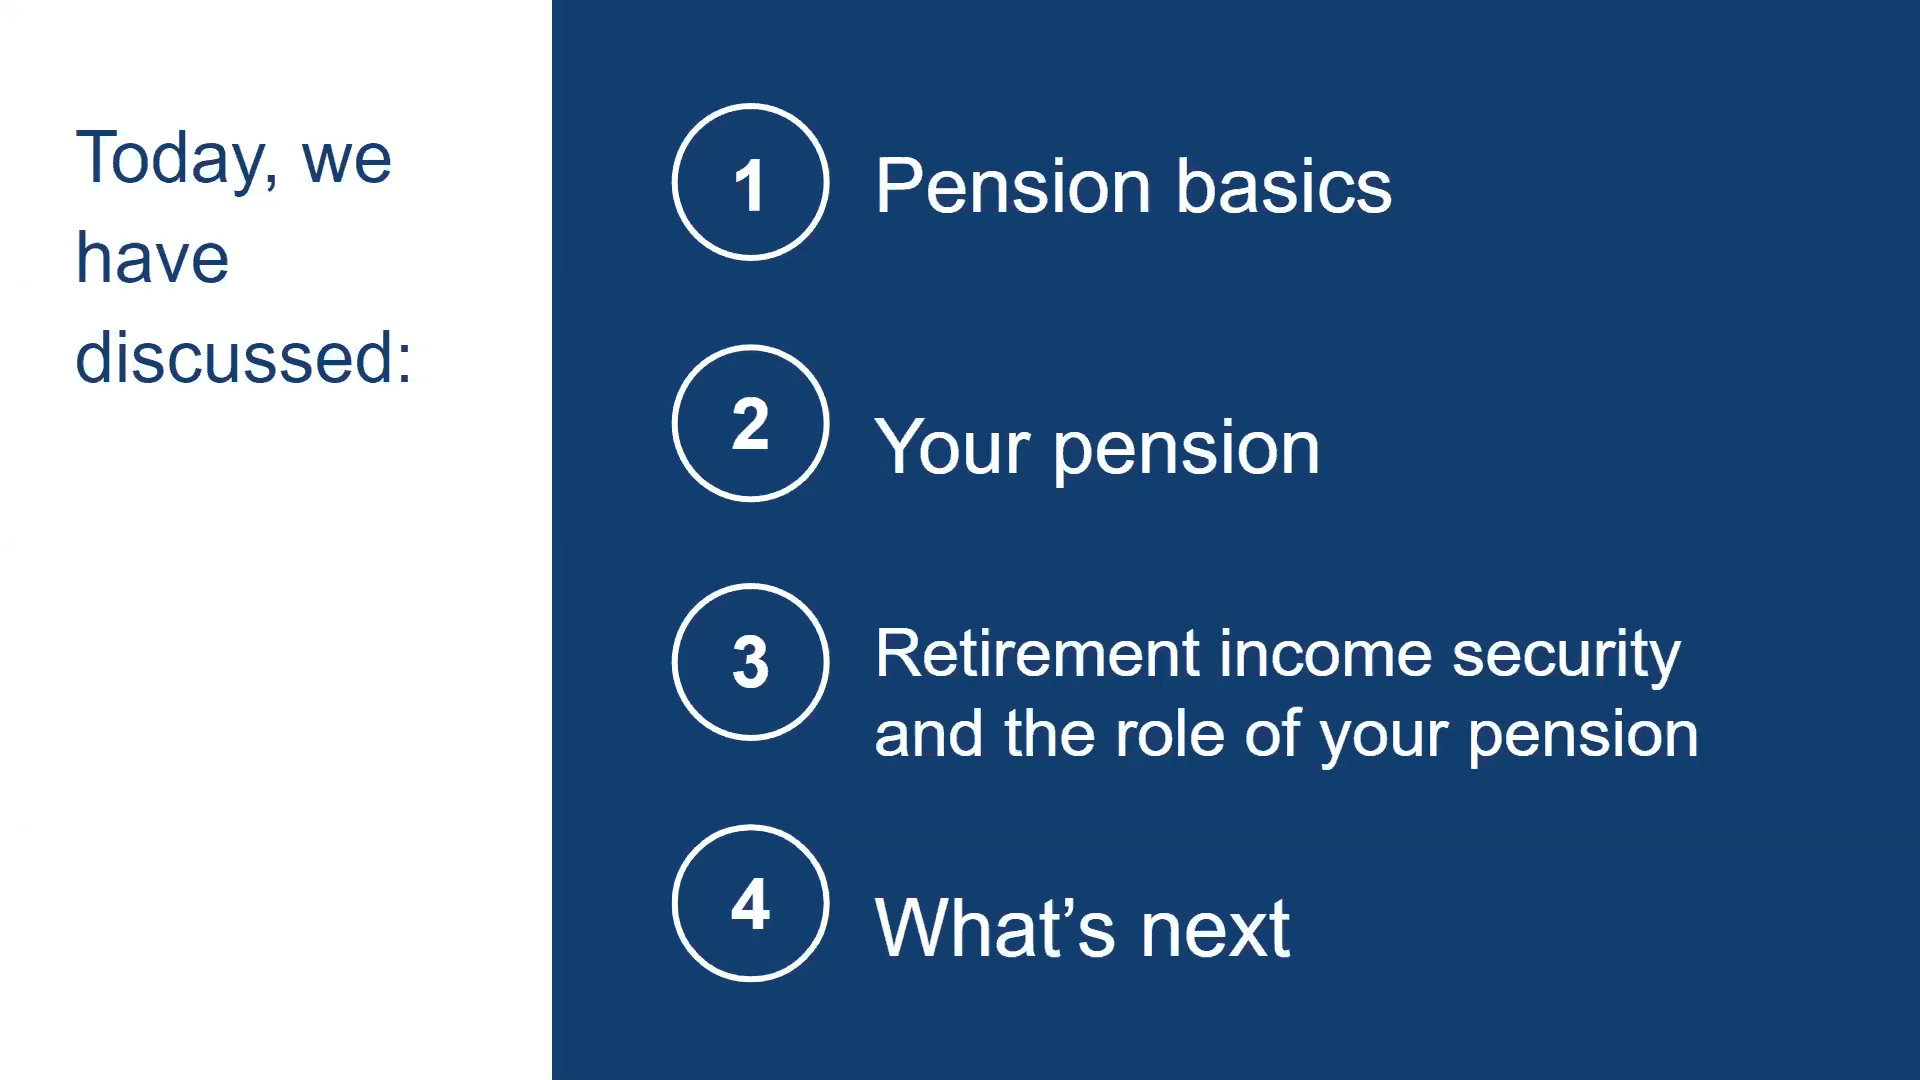 Today, we
have
discussed:
1
Pension basics
2
Your pension
3
Retirement income security
and the role of your pension
4
What’s next